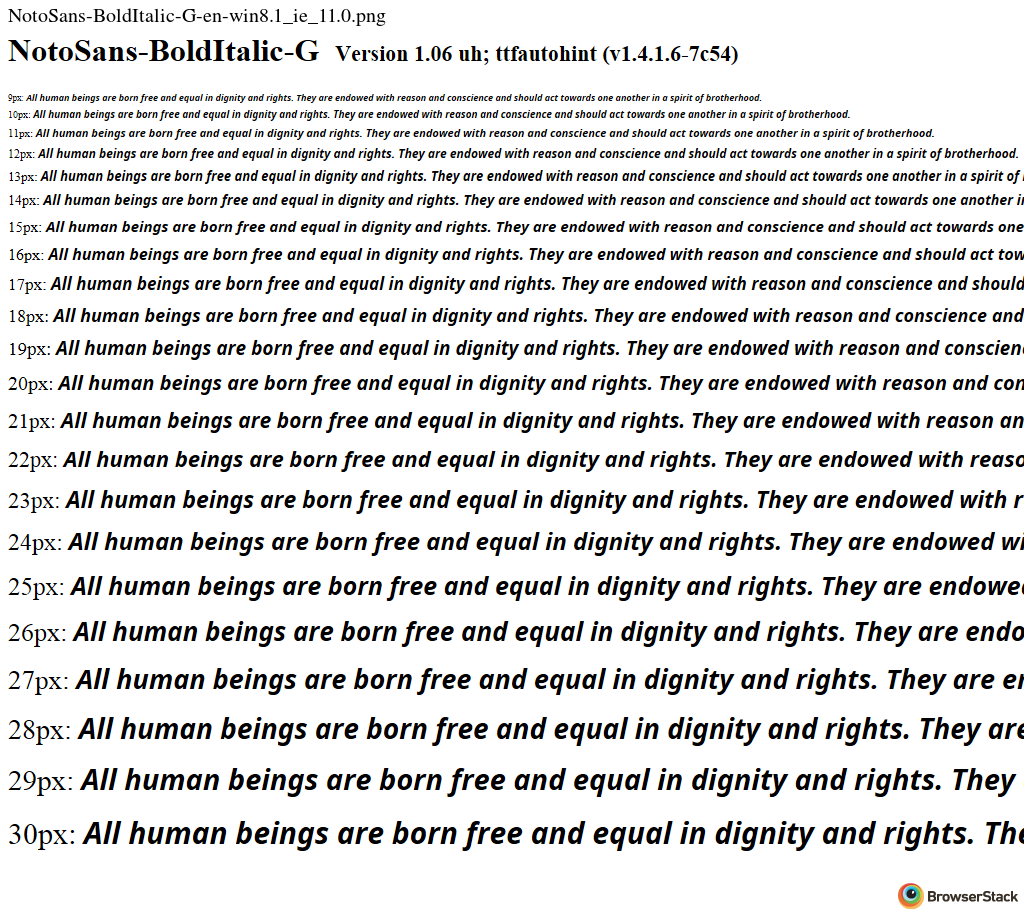 NotoSans-BoldItalic-G-en-win8.1_ie_11.0.png
NotoSans-BoldItalic-G Version 1.06 uh; ttfautohint (v1.4.1.6-7c54)
9px: All human beings are born free and equal in dignity and rights. They are endowed with reason and conscience and should act towards one another in a spirit of brotherhood.
10px: All human beings are born free and equal in dignity and rights. They are endowed with reason and conscience and should act towards one another in a spirit of brotherhood.
11px: All human beings are born free and equal in dignity and rights. They are endowed with reason and conscience and should act towards one another in a spirit of brotherhood.
12px: All human beings are born free and equal in dignity and rights. They are endowed with reason and conscience and should act towards one another in a spirit of brotherhood.
13px: All human beings are born free and equal in dignity and rights. They are endowed with reason and conscience and should act towards one another in a spirit of
14px: All human beings are born free and equal in dignity and rights. They are endowed with reason and conscience and should act towards one another i
15px: All human beings are born free and equal in dignity and rights. They are endowed with reason and conscience and should act towards one
16px: All human beings are born free and equal in dignity and rights. They are endowed with reason and conscience and should act tow
17px: All human beings are born free and equal in dignity and rights. They are endowed with reason and conscience and should
18px: All human beings are born free and equal in dignity and rights. They are endowed with reason and conscience and
19px: All human beings are born free and equal in dignity and rights. They are endowed with reason and conscien
20px: All human beings are born free and equal in dignity and rights. They are endowed with reason and con
21px: All human beings are born free and equal in dignity and rights. They are endowed with reason an
22px: All human beings are born free and equal in dignity and rights. They are endowed with reaso
23px: All human beings are born free and equal in dignity and rights. They are endowed with r
24px: All human beings are born free and equal in dignity and rights. They are endowed wi
25px: All human beings are born free and equal in dignity and rights. They are endowe
26px: All human beings are born free and equal in dignity and rights. They are endo
27px: All human beings are born free and equal in dignity and rights. They are en
28px: All human beings are born free and equal in dignity and rights. They are
29px: All human beings are born free and equal in dignity and rights. They
30px: All human beings are born free and equal in dignity and rights. The
BrowserStack